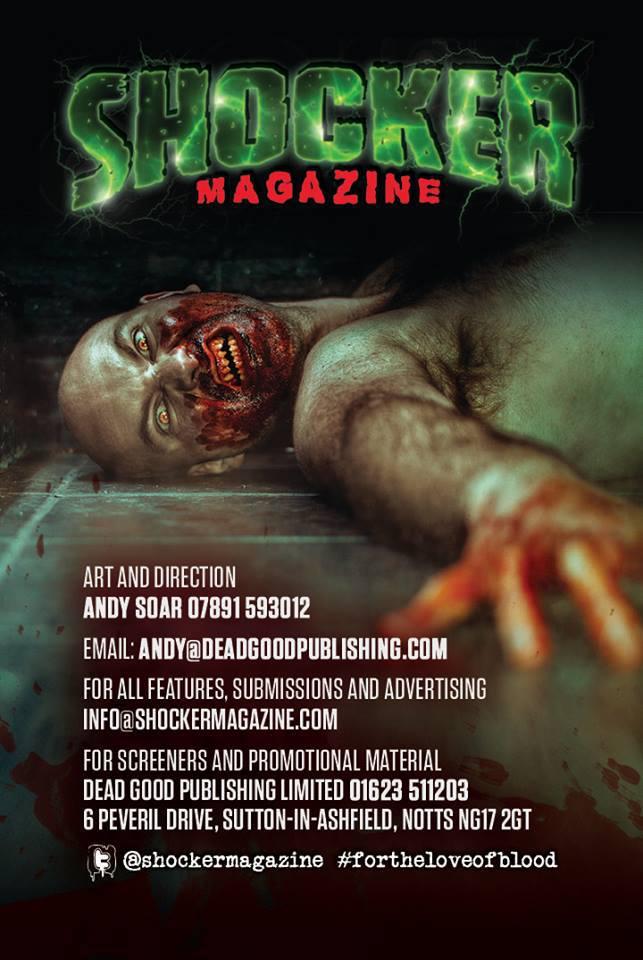 SHOCKER
MAGAZINE
ART AND DIRECTION
ANDY SOAR 07891 593012
EMAIL: ANDY@DEADGOODPUBLISHING.COM
FOR ALL FEATURES, SUBMISSIONS AND ADVERTISING
INFO@SHOCKERMAGAZINE.COM
FOR SCREENERS AND PROMOTIONAL MATERIAL
DEAD GOOD PUBLISHING LIMITED 01623 511203
6 PEVERIL DRIVE, SUTTON-IN-ASHFIELD, NOTTS NG17 2GT
@shockermagazine #fortheloveofblood